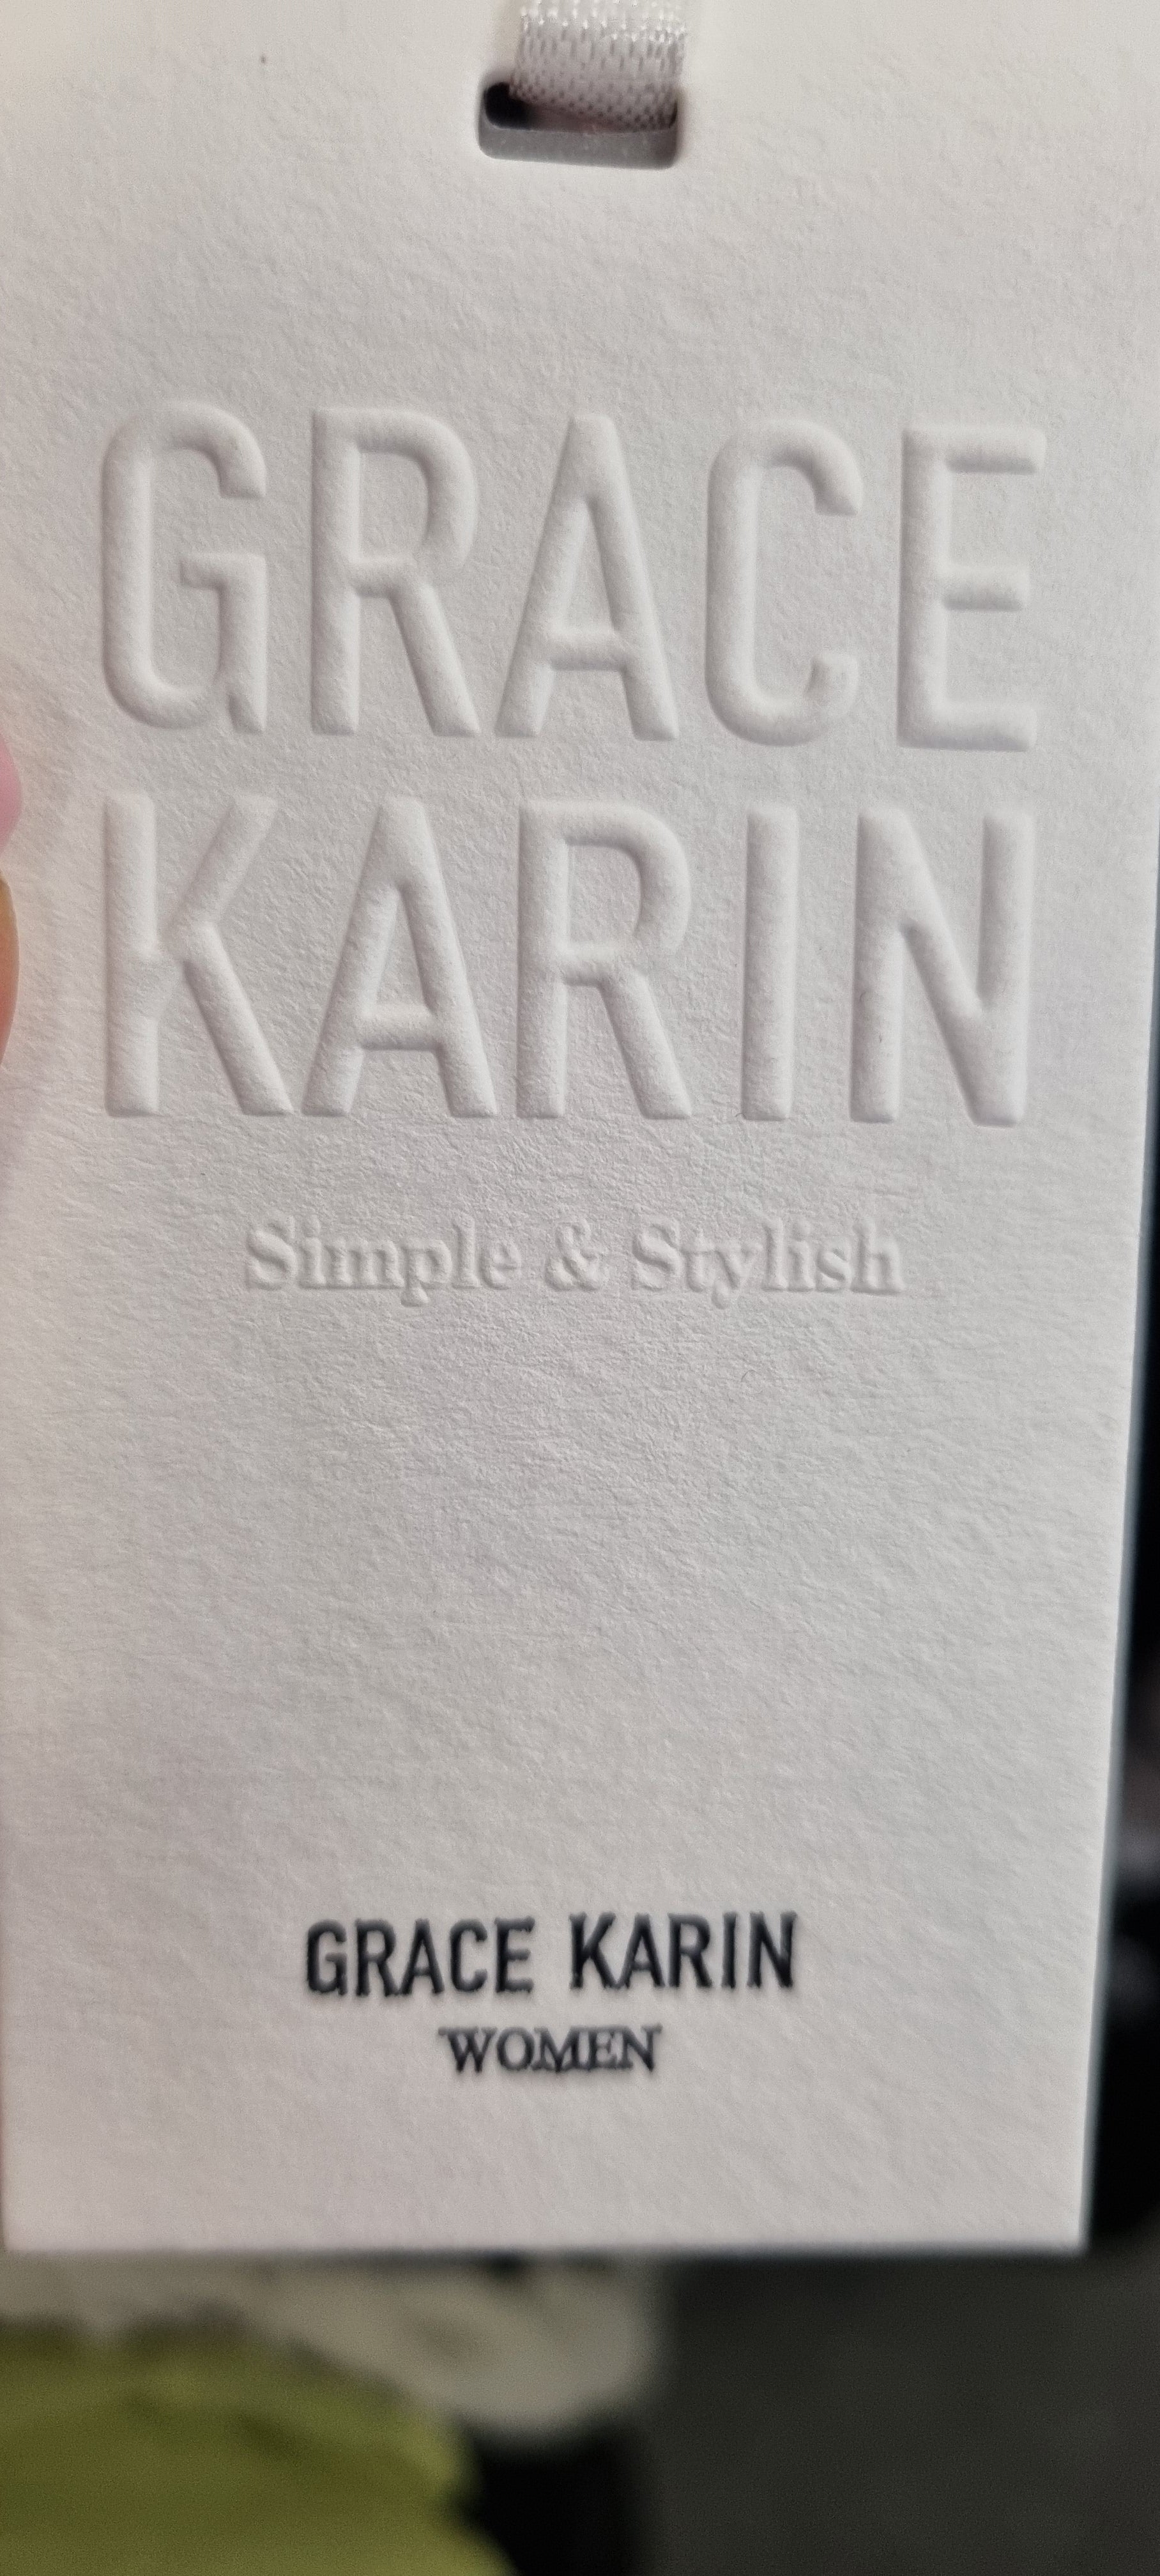 GRACE
KARIN
Simple & Stylish
GRACE KARIN
WOMEN